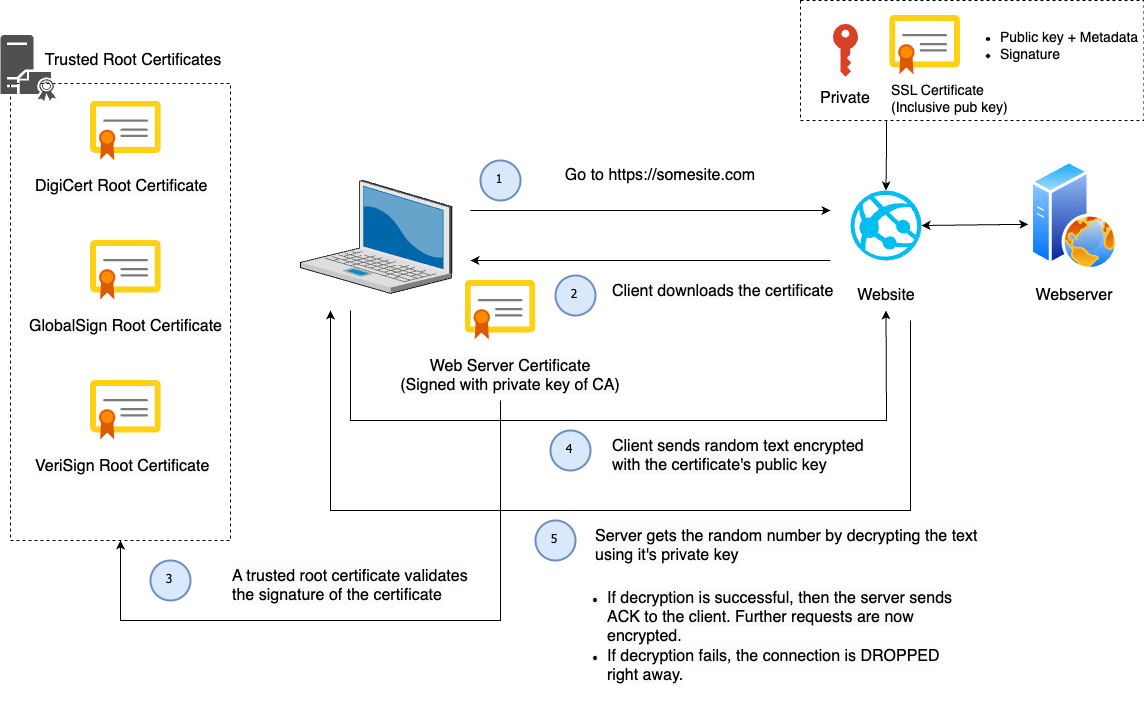 Trusted Root Certificates
DigiCert Root Certificate
GlobalSign Root Certificate
VeriSign Root Certificate
Private
SSL Certificate
(Inclusive pub key)
• Public key + Metadata
• Signature
1
Go to https://somesite.com
2
Client downloads the certificate
Website
Webserver
Web Server Certificate
(Signed with private key of CA)
4
Client sends random text encrypted
with the certificate's public key
5
Server gets the random number by decrypting the text
using it's private key
• If decryption is successful, then the server sends
ACK to the client. Further requests are now
encrypted.
• If decryption fails, the connection is DROPPED
right away.
3
A trusted root certificate validates
the signature of the certificate